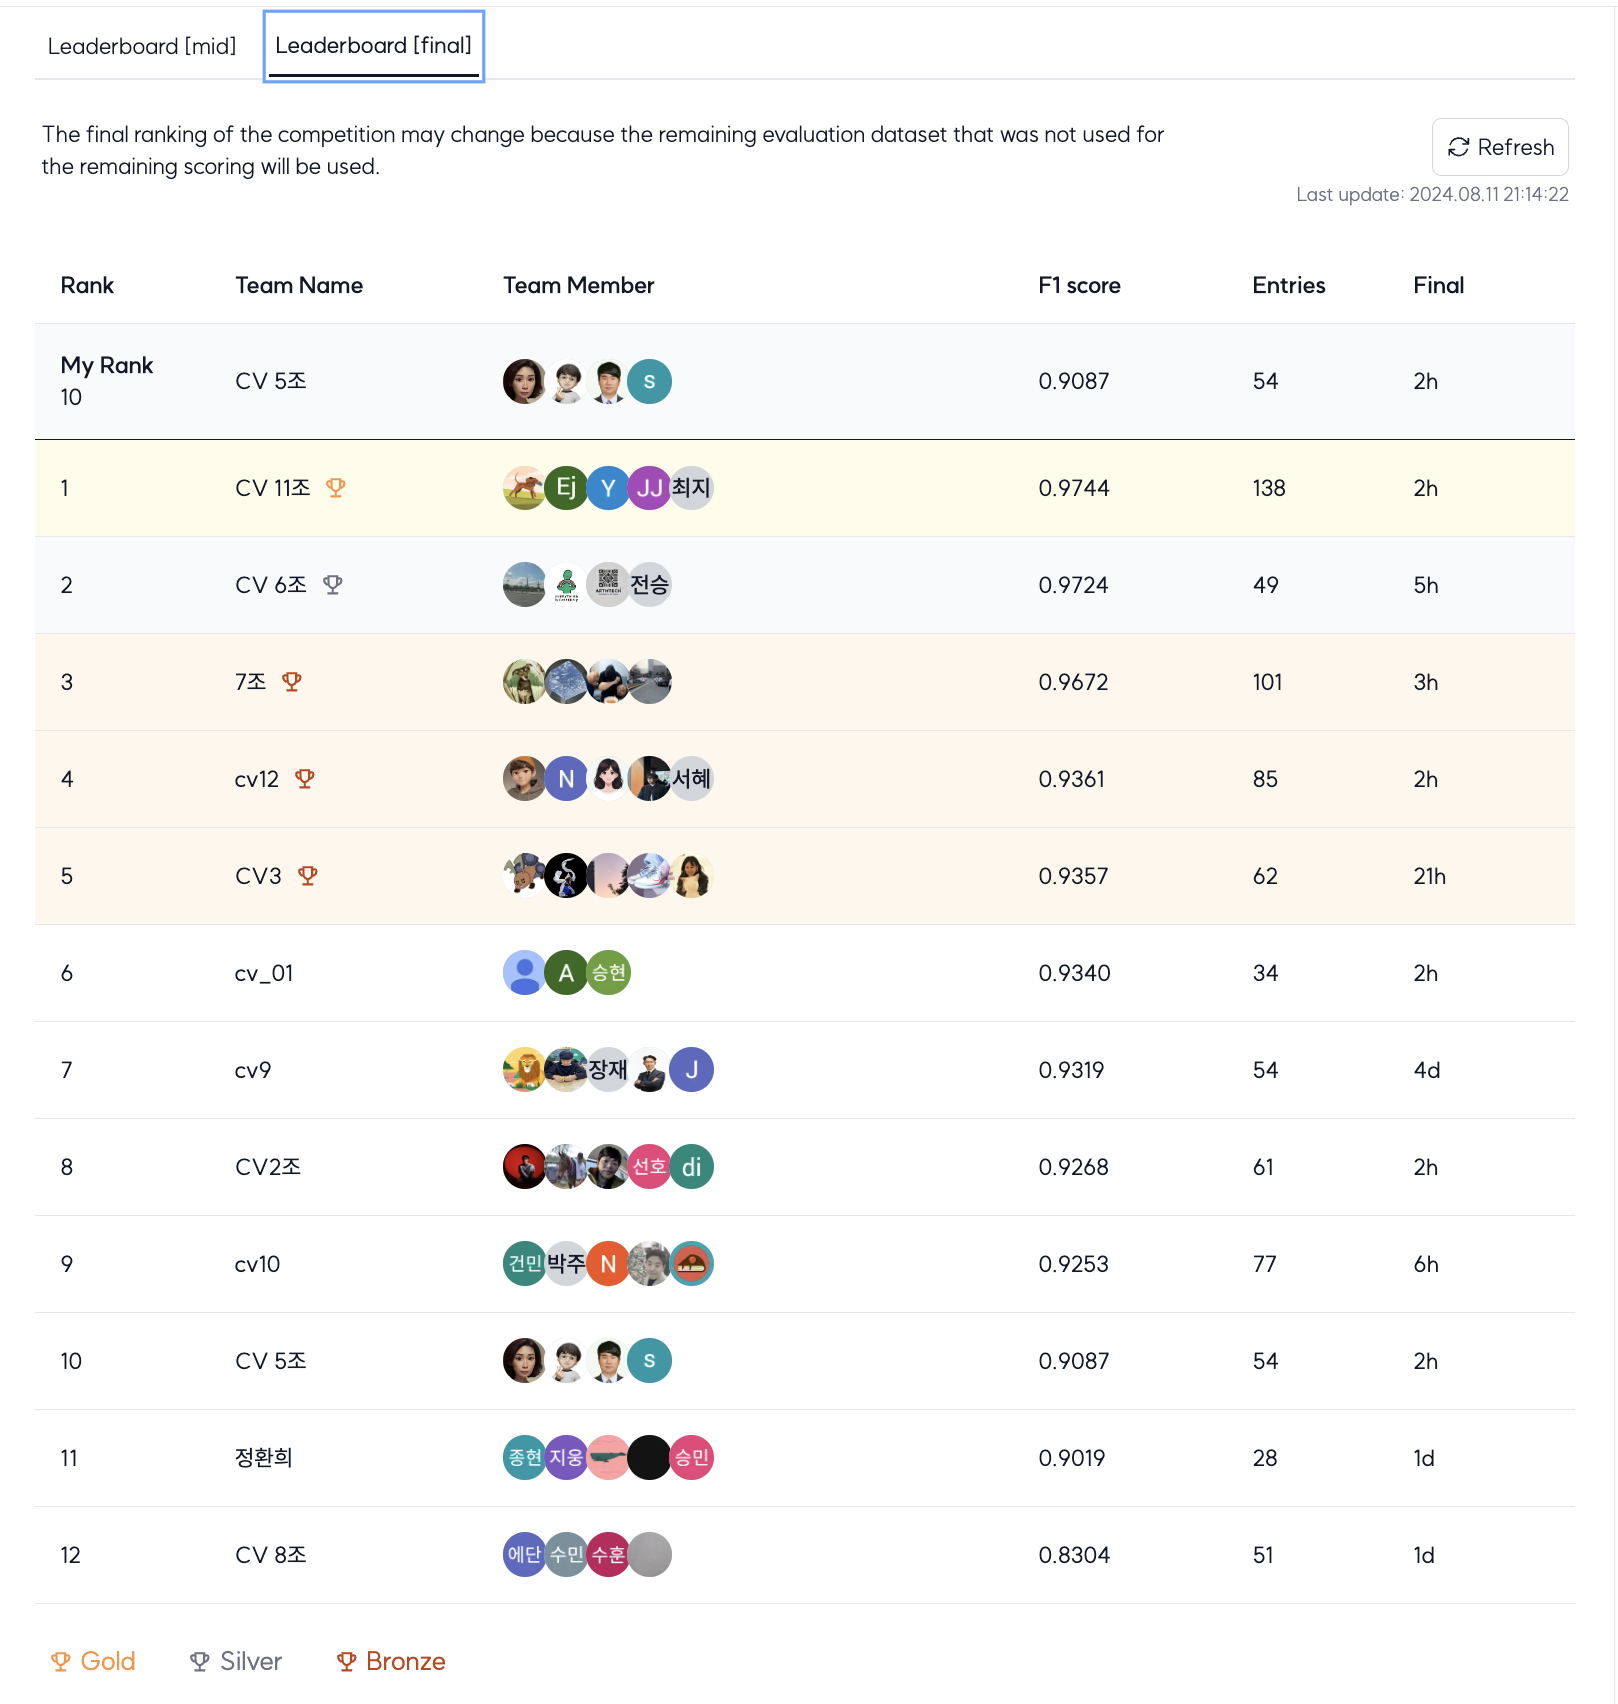 Leaderboard [mid] Leaderboard [final]
The final ranking of the competition may change because the remaining evaluation dataset that was not used for
the remaining scoring will be used.
Refresh
Last update: 2024.08.11 21:14:22
Rank Team Name Team Member F1 score Entries Final
My Rank
10 CV 5조 S 0.9087 54 2h
1 CV 11조 Ej Y JJ 최지 0.9744 138 2h
2 CV 6조 전승 0.9724 49 5h
3 7조 0.9672 101 3h
4 cv12 N 서혜 0.9361 85 2h
5 CV3 0.9357 62 21h
6 cv_01 A 승현 0.9340 34 2h
7 cv9 장재 J 0.9319 54 4d
8 CV2조 선호 di 0.9268 61 2h
9 cv10 건민 박주 N 0.9253 77 6h
10 CV 5조 S 0.9087 54 2h
11 정환희 종현 지웅 승민 0.9019 28 1d
12 CV 8조 에단 수민 수훈 0.8304 51 1d
Gold Silver Bronze